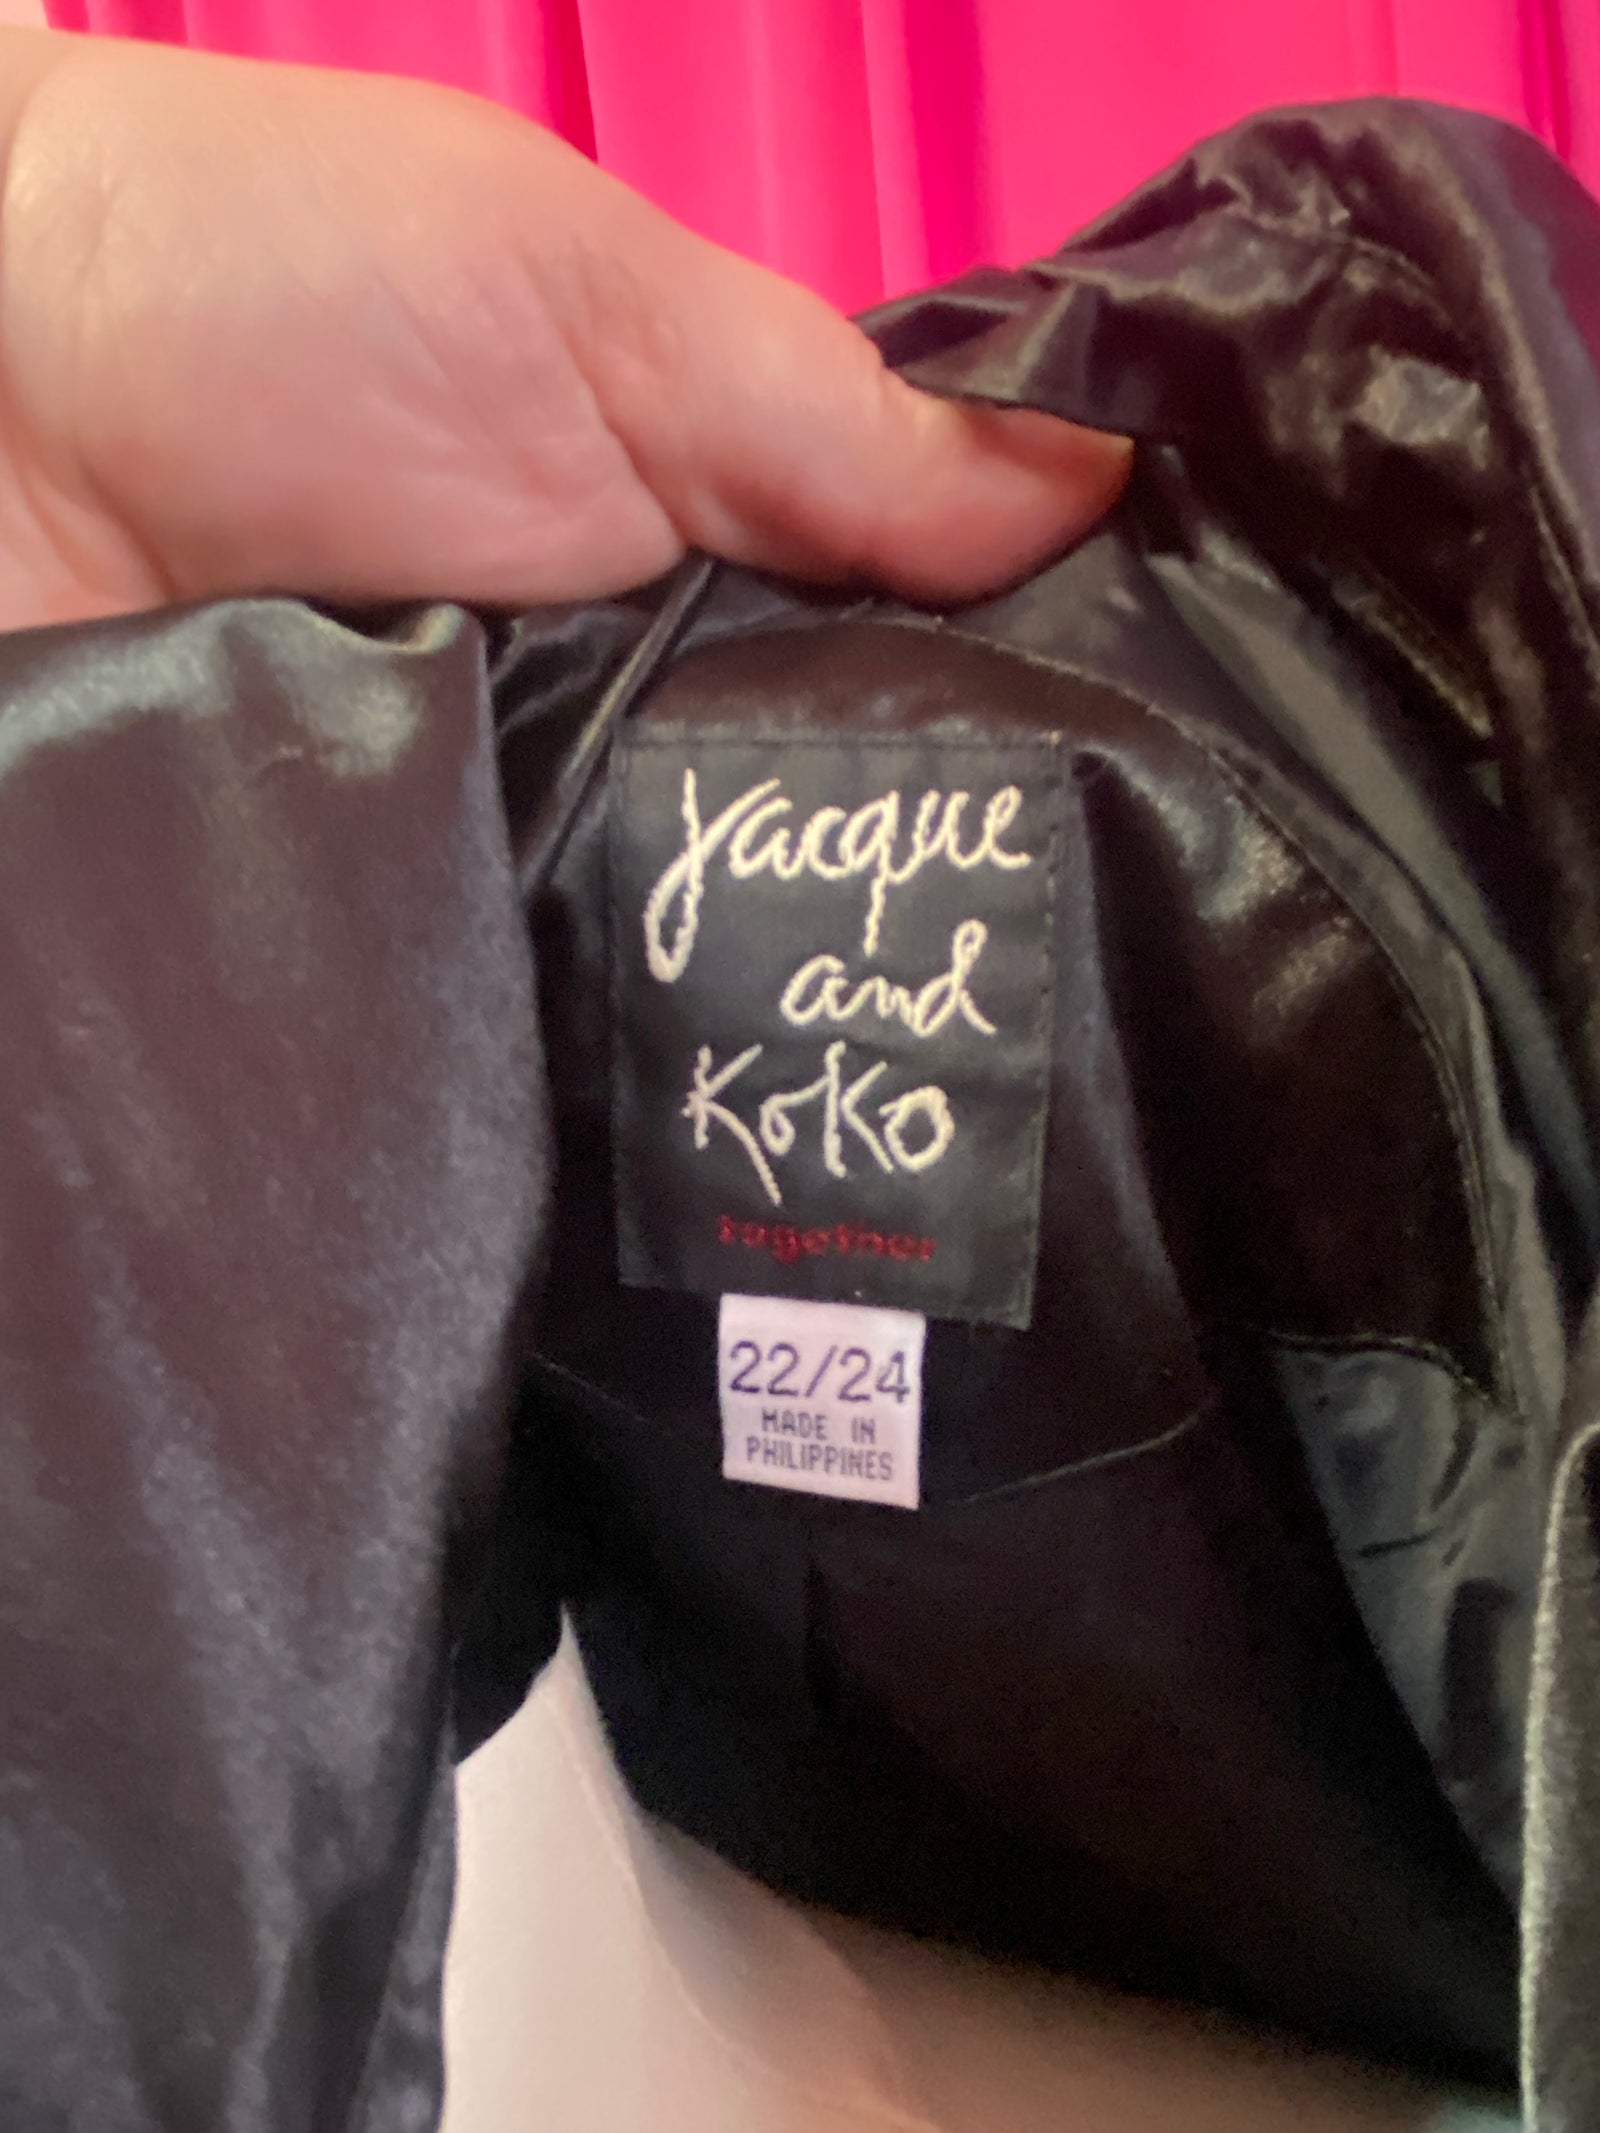 Jacque
and
KoKo
together
22/24
MADE IN
PHILIPPINES